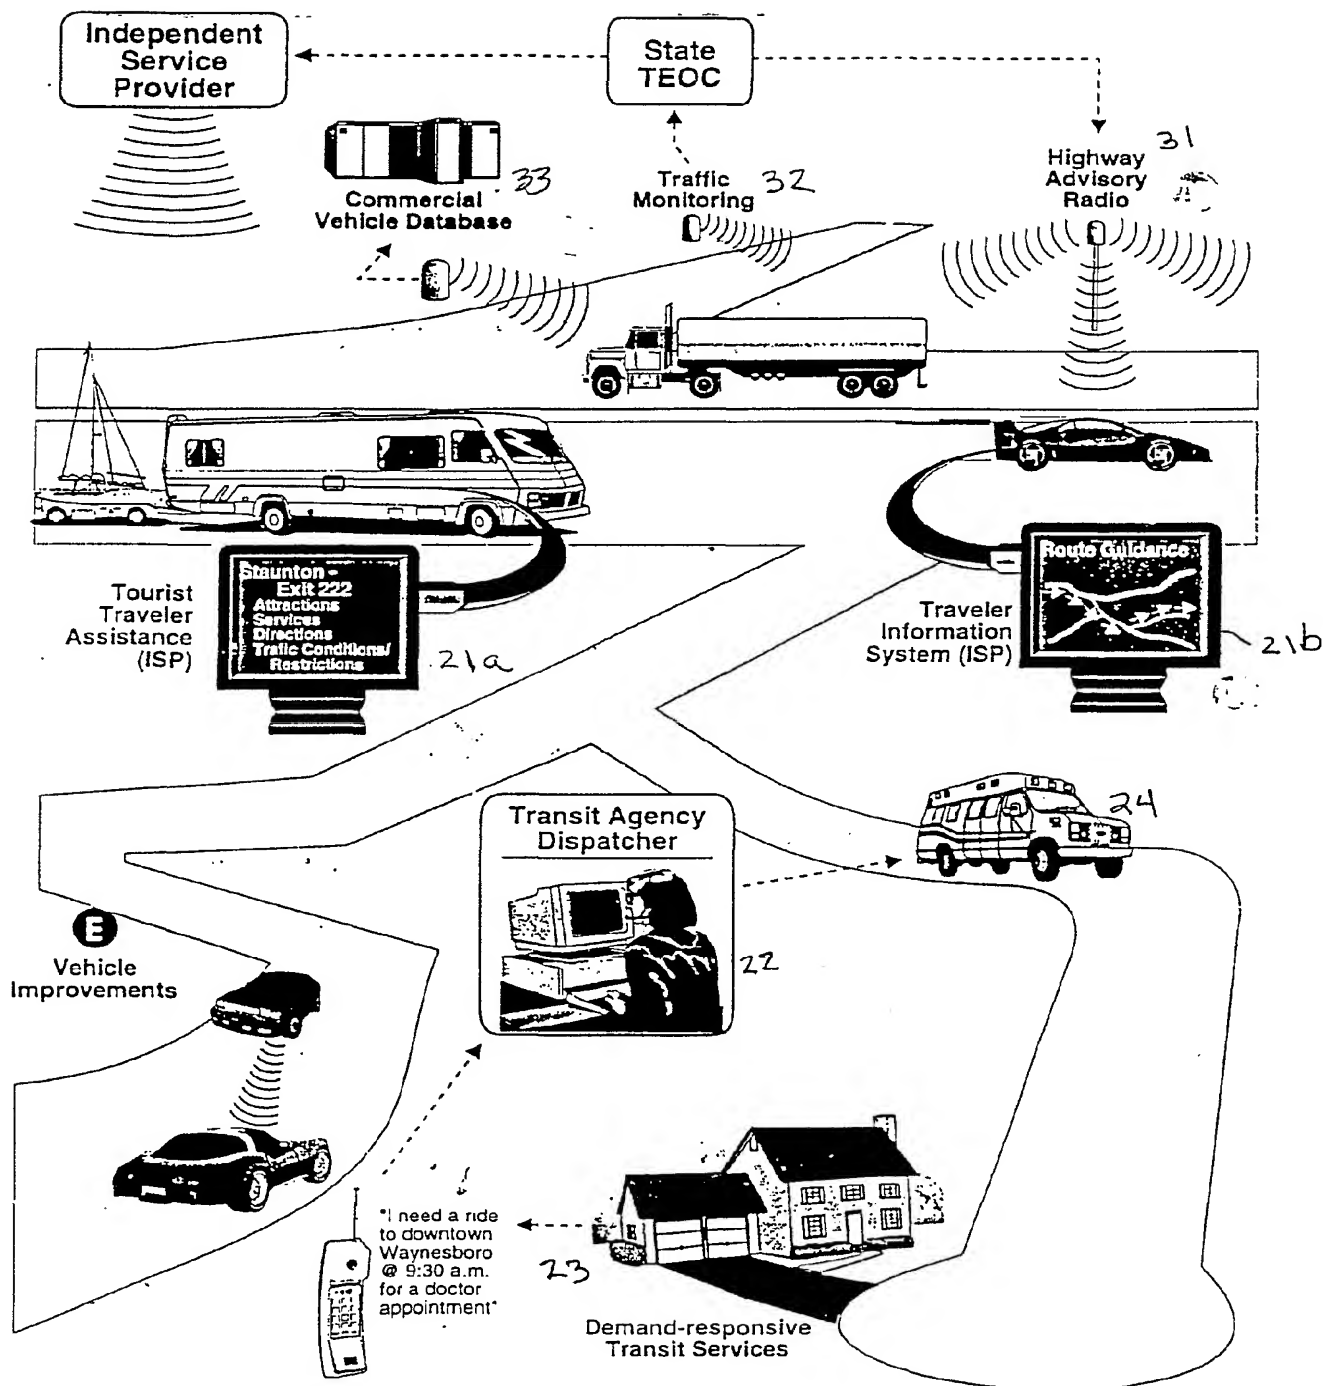 Independent
Service
Provider
State
TEOC
31
Highway
Advisory
Radio
33
Commercial
Vehicle Database
Traffic
Monitoring
32
Tourist
Traveler
Assistance
(ISP)
Staunton -
Exit 222
Attractions
Services
Directions
Traffic Conditions/
Restrictions
21a
Traveler
Information
System (ISP)
Route Guidance
21b
Transit Agency
Dispatcher
22
24
E
Vehicle
Improvements
"I need a ride
to downtown
Waynesboro
@ 9:30 a.m.
for a doctor
appointment"
23
Demand-responsive
Transit Services